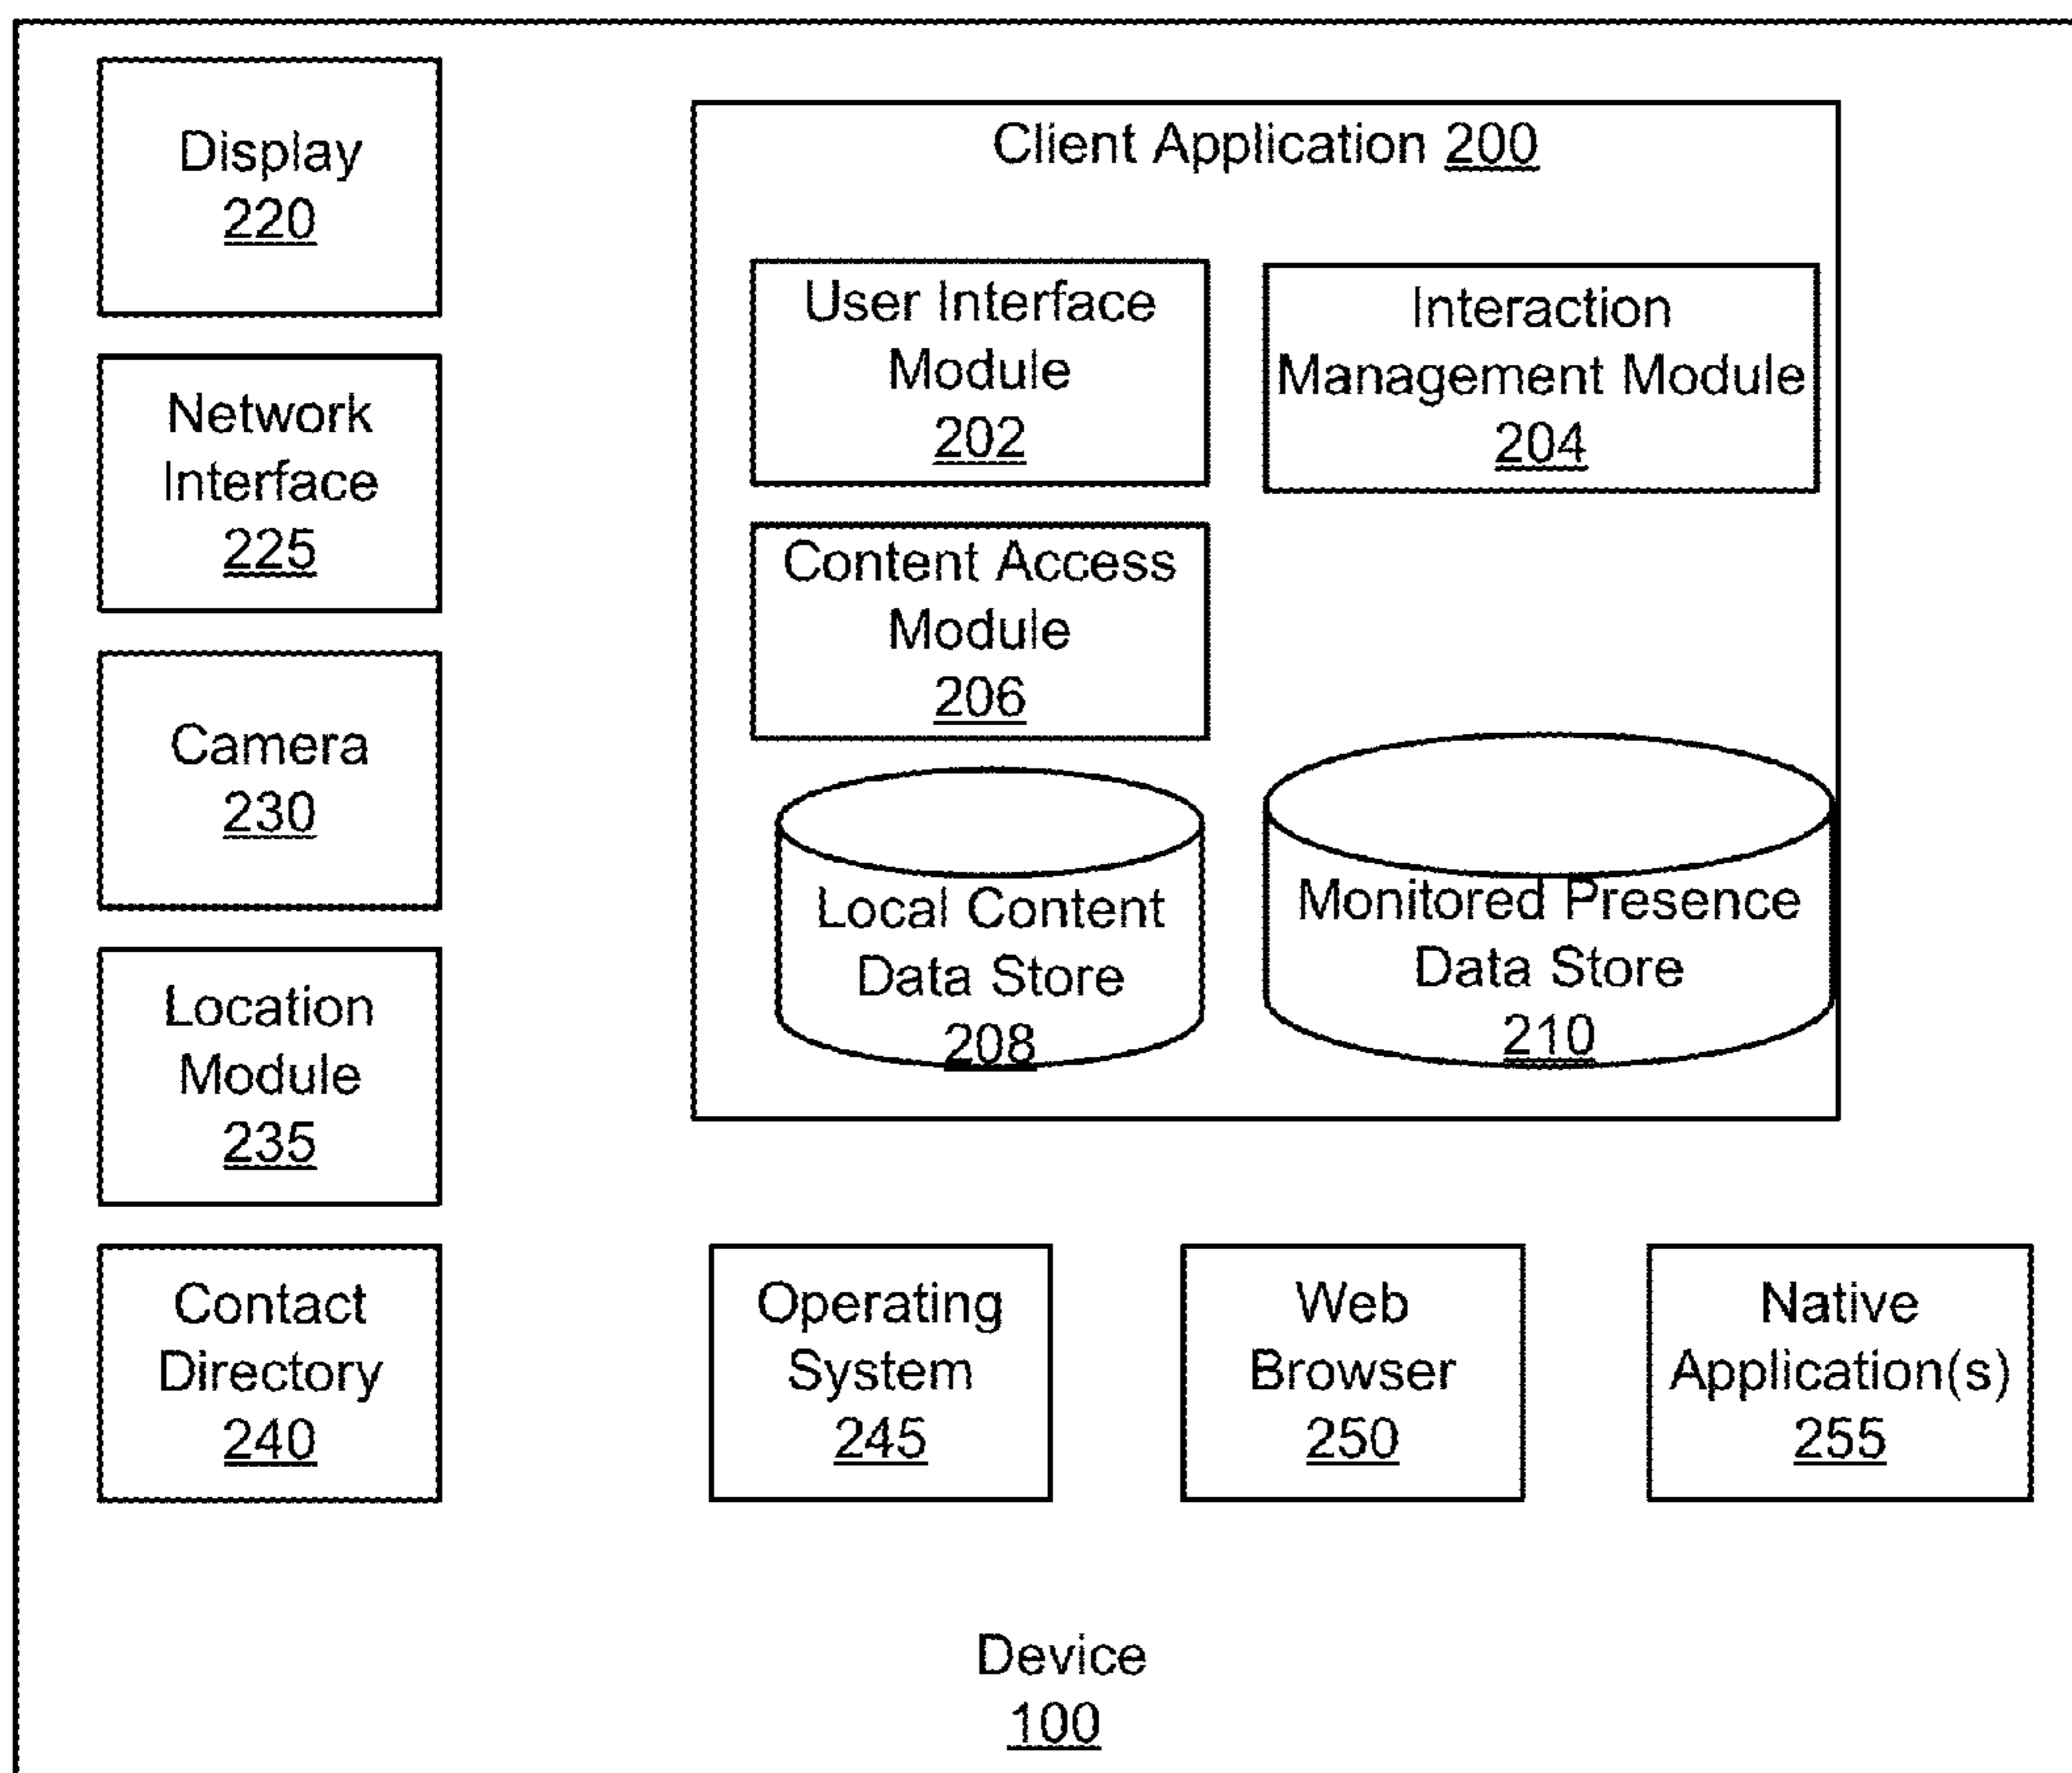 Display
220
Network
Interface
225
Camera
230
Location
Module
235
Contact
Directory
240
Client Application 200
User Interface
Module
202
Interaction
Management Module
204
Content Access
Module
206
Local Content
Data Store
208
Monitored Presence
Data Store
210
Operating
System
245
Web
Browser
250
Native
Application(s)
255
Device
100